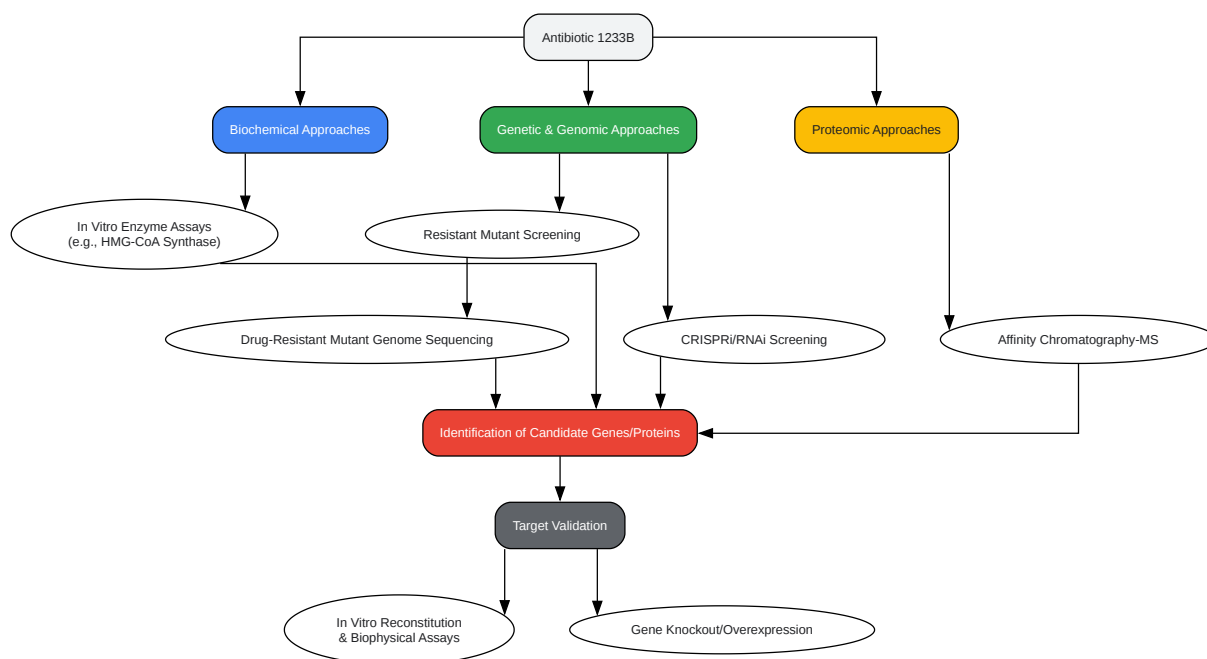 Antibiotic 1233B
Biochemical Approaches
Genetic & Genomic Approaches
Proteomic Approaches
In Vitro Enzyme Assays
(e.g., HMG-CoA Synthase)
Resistant Mutant Screening
Drug-Resistant Mutant Genome Sequencing
CRISPRi/RNAi Screening
Affinity Chromatography-MS
Identification of Candidate Genes/Proteins
Target Validation
In Vitro Reconstitution
& Biophysical Assays
Gene Knockout/Overexpression